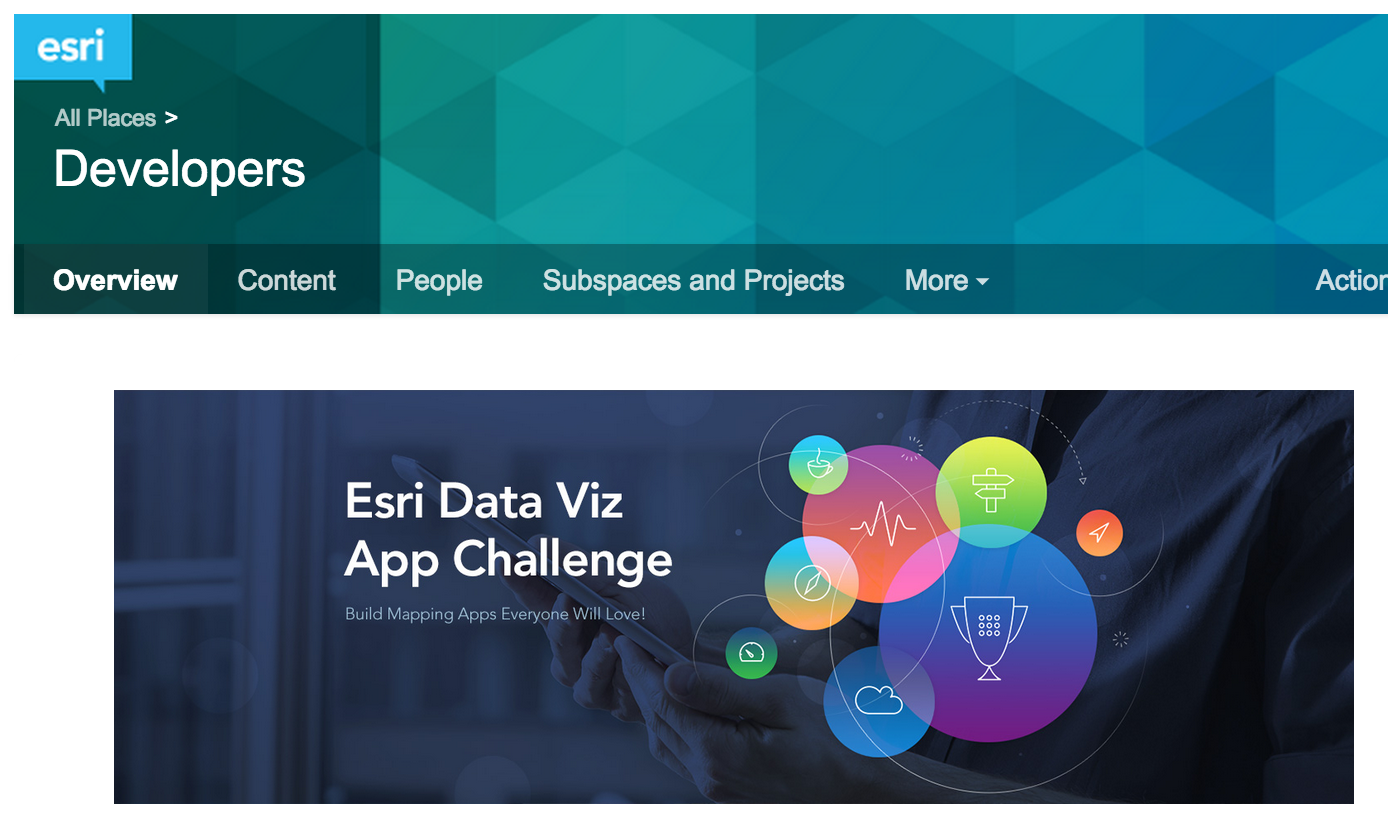 esri
All Places >
Developers
Overview Content People Subspaces and Projects More Action
Esri Data Viz
App Challenge
Build Mapping Apps Everyone Will Love!